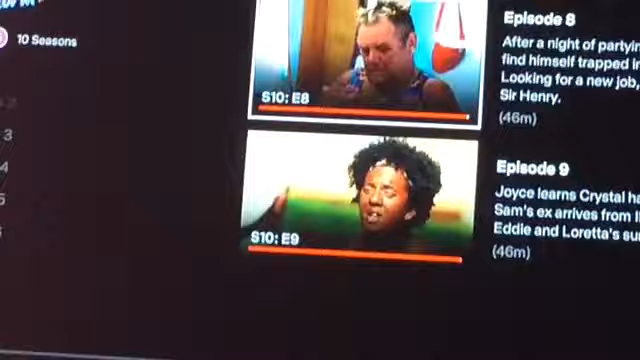 10 Seasons
2
3
4
5
S10: E8
Episode 8
After a night of partyin
find himself trapped in
Looking for a new job,
Sir Henry.
(46m)
S10: E9
Episode 9
Joyce learns Crystal ha
Sam's ex arrives from
Eddie and Loretta's su
(46m)